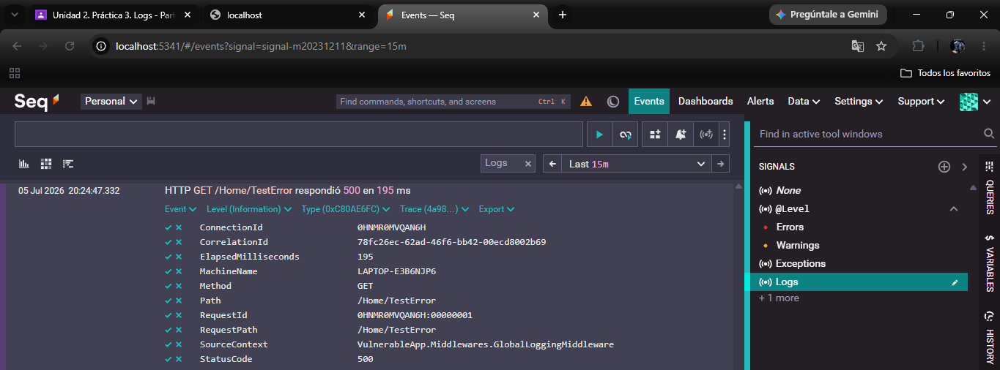 Unidad 2. Práctica 3. Logs - Part
localhost
Events — Seq
Pregúntale a Gemini
localhost:5341/#/events?signal=signal-m20231211&range=15m
Todos los favoritos
Seq
Personal
Find commands, shortcuts, and screens Ctrl K
Events
Dashboards
Alerts
Data
Settings
Support
Find in active tool windows
Logs
Last 15m
SIGNALS
None
@Level
Errors
Warnings
Exceptions
Logs
+ 1 more
QUERIES
VARIABLES
HISTORY
05 Jul 2026 20:24:47.332 HTTP GET /Home/TestError respondió 500 en 195 ms
Event Level (Information) Type (0xC80AE6FC) Trace (4a98...) Export
ConnectionId 0HNMR0MVQAN6H
CorrelationId 78fc26ec-62ad-46f6-bb42-00ecd8002b69
ElapsedMilliseconds 195
MachineName LAPTOP-E3B6NJP6
Method GET
Path /Home/TestError
RequestId 0HNMR0MVQAN6H:00000001
RequestPath /Home/TestError
SourceContext VulnerableApp.Middlewares.GlobalLoggingMiddleware
StatusCode 500